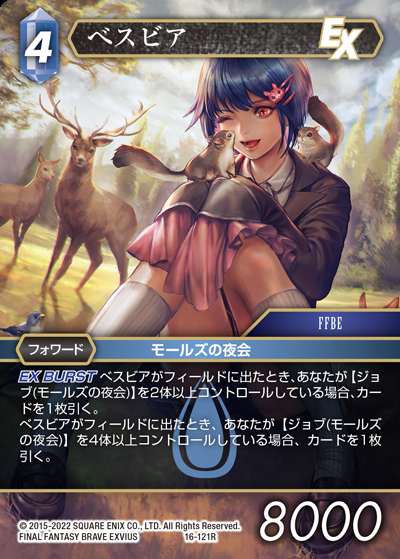 4
ベスビア
EX
FFBE
フォワード
モールズの夜会
EX BURST ベスビアがフィールドに出たとき、あなたが【ジョ
ブ(モールズの夜会)】を2体以上コントロールしている場合、カー
ドを1枚引く。
ベスビアがフィールドに出たとき、あなたが【ジョブ(モールズ
の夜会)】を4体以上コントロールしている場合、カードを1枚
引く。
© 2015-2022 SQUARE ENIX CO., LTD. All Rights Reserved.
FINAL FANTASY BRAVE EXVIUS 16-121R
8000